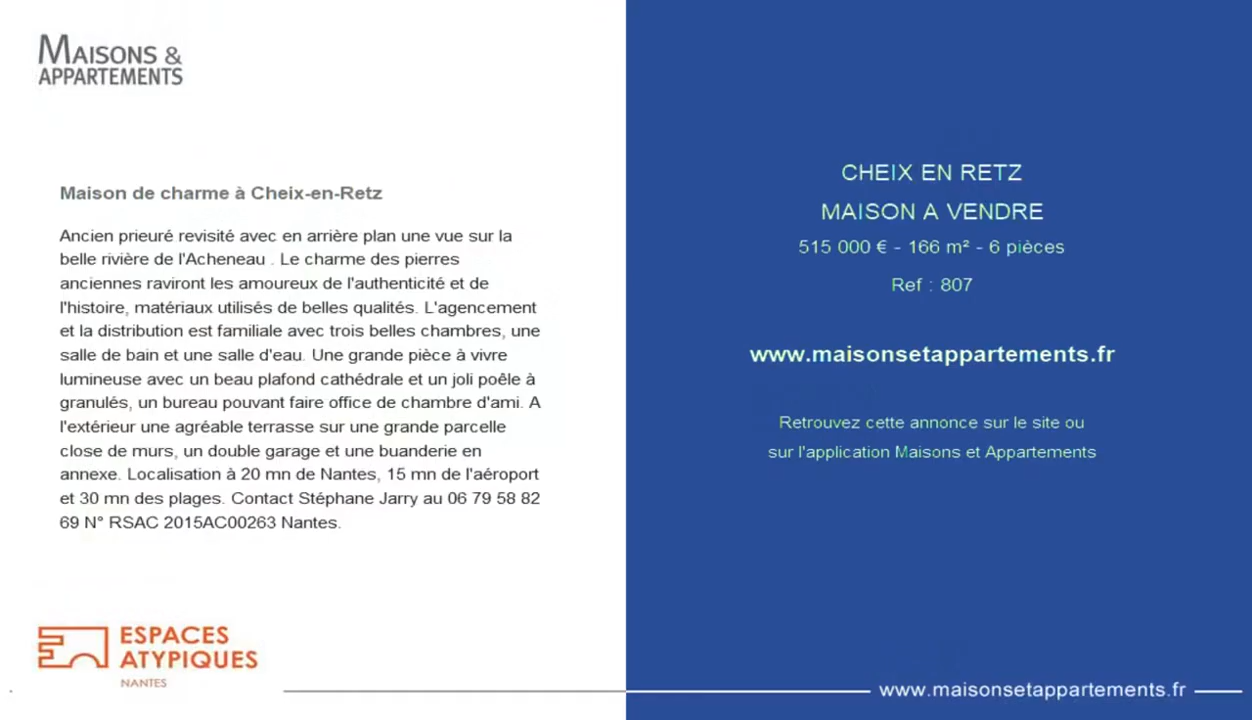 MAISONS &
APPARTEMENTS
Maison de charme à Cheix-en-Retz
Ancien prieuré revisité avec en arrière plan une vue sur la
belle rivière de l'Acheneau . Le charme des pierres
anciennes raviront les amoureux de l'authenticité et de
l'histoire, matériaux utilisés de belles qualités. L'agencement
et la distribution est familiale avec trois belles chambres, une
salle de bain et une salle d'eau. Une grande pièce à vivre
lumineuse avec un beau plafond cathédrale et un joli poêle à
granulés, un bureau pouvant faire office de chambre d'ami. A
l'extérieur une agréable terrasse sur une grande parcelle
close de murs, un double garage et une buanderie en
annexe. Localisation à 20 mn de Nantes, 15 mn de l'aéroport
et 30 mn des plages. Contact Stéphane Jarry au 06 79 58 82
69 N° RSAC 2015AC00263 Nantes.
ESPACES
ATYPIQUES
NANTES
CHEIX EN RETZ
MAISON A VENDRE
515 000 € - 166 m² - 6 pièces
Ref : 807
www.maisonsetappartements.fr
Retrouvez cette annonce sur le site ou
sur l'application Maisons et Appartements
www.maisonsetappartements.fr